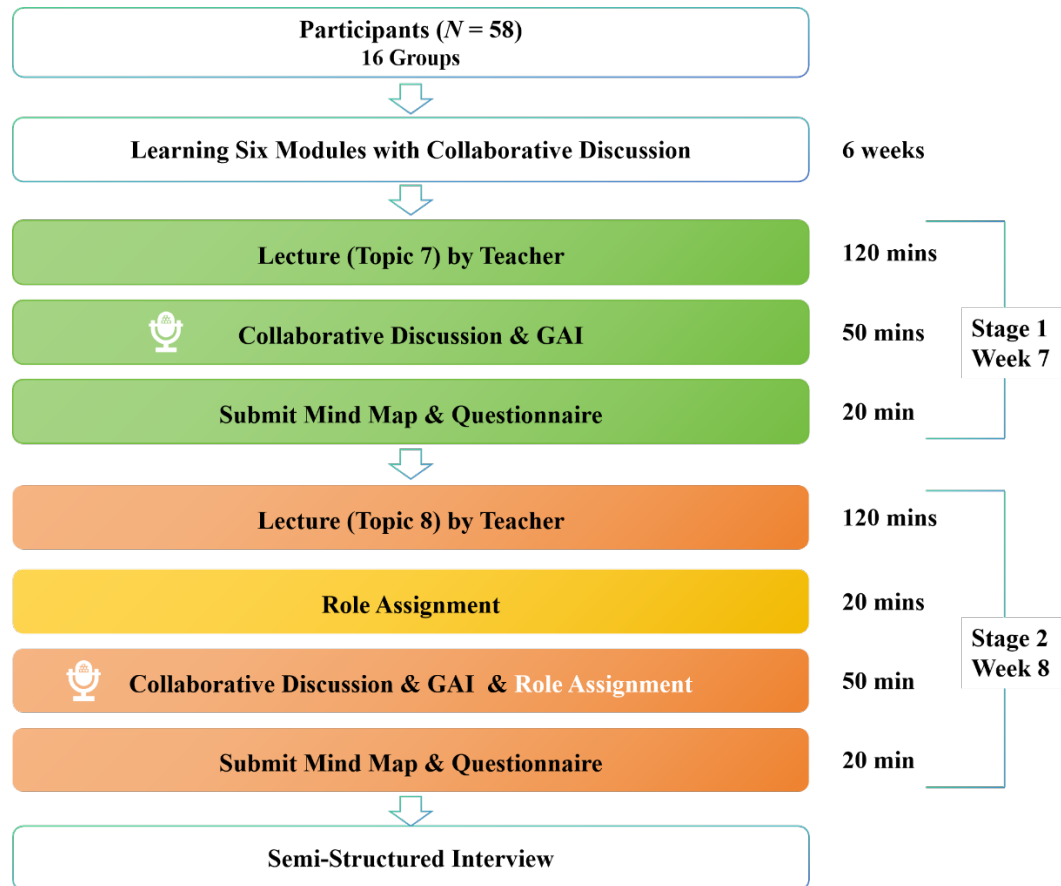 Participants (N = 58)
16 Groups
Learning Six Modules with Collaborative Discussion
6 weeks
Lecture (Topic 7) by Teacher
120 mins
Collaborative Discussion & GAI
50 mins
Stage 1
Week 7
Submit Mind Map & Questionnaire
20 min
Lecture (Topic 8) by Teacher
120 mins
Role Assignment
20 mins
Stage 2
Week 8
Collaborative Discussion & GAI & Role Assignment
50 min
Submit Mind Map & Questionnaire
20 min
Semi-Structured Interview